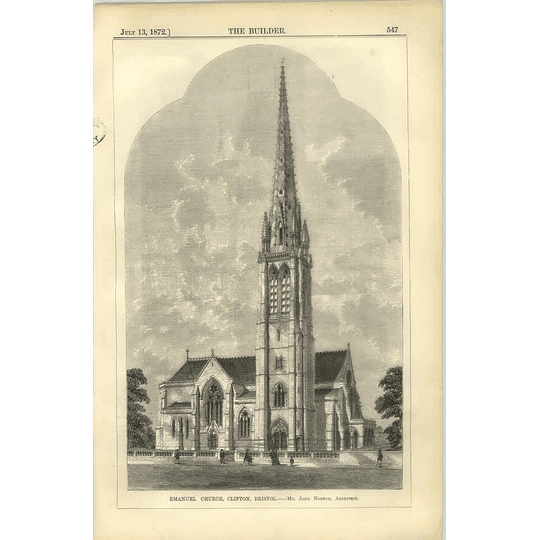 JULY 13, 1872.]
THE BUILDER.
547
EMANUEL CHURCH, CLIFTON, BRISTOL.—MR. JOHN NORTON, ARCHITECT.